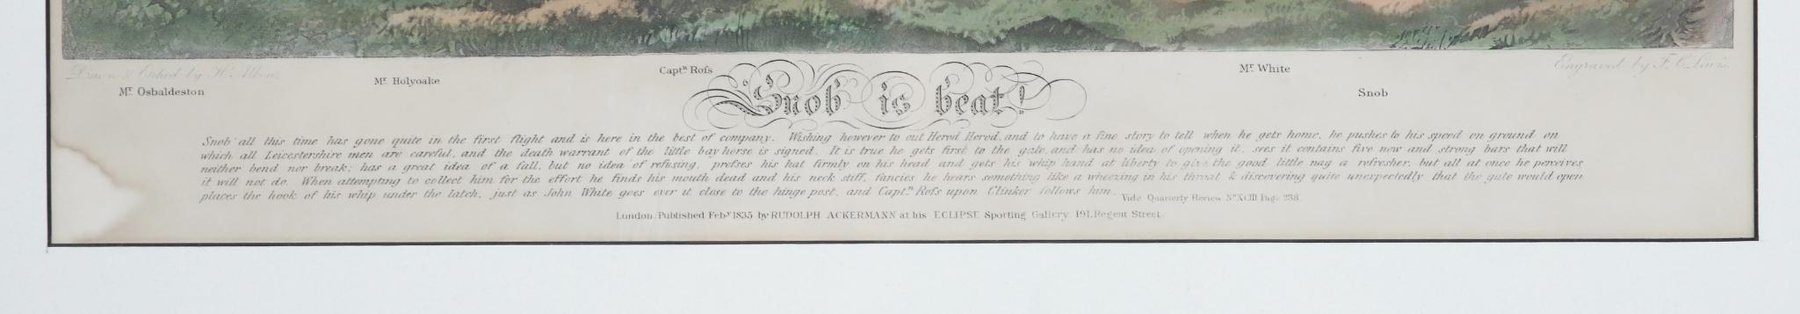 Drawn & Etched by H. Alken
Engraved by F. C. Lewis
Mr. Osbaldeston
Mr. Holyoake
Captn. Rofs
Mr. White
Snob
Snob is beat!
Snob all this time has gone quite in the first flight and is here in the best of company. Wishing however to out Herod Herod, and to have a fine story to tell when he gets home, he pushes to his speed on ground on
which all Leicestershire men are careful, and the death warrant of the little bay horse is signed. It is true he gets first to the gate, and has no idea of opening it, sees it contains five new and strong bars that will
neither bend nor break, has a great idea of a fall, but no idea of refusing, prefses his hat firmly on his head and gets his whip hand at liberty to give the good little nag a refresher, but all at once he perceives
it will not do. When attempting to collect him for the effort he finds his mouth dead and his neck stiff, fancies he hears something like a wheezing in his throat, & discovering quite unexpectedly that the gate would open
places the hook of his whip under the latch, just as John White goes over it close to the hinge post, and Captn. Rofs upon Clinker follows him.
Vide Quarterly Review No. XCIII Page 238
London. Published Feby. 1835 by RUDOLPH ACKERMANN at his ECLIPSE Sporting Gallery 191, Regent Street.